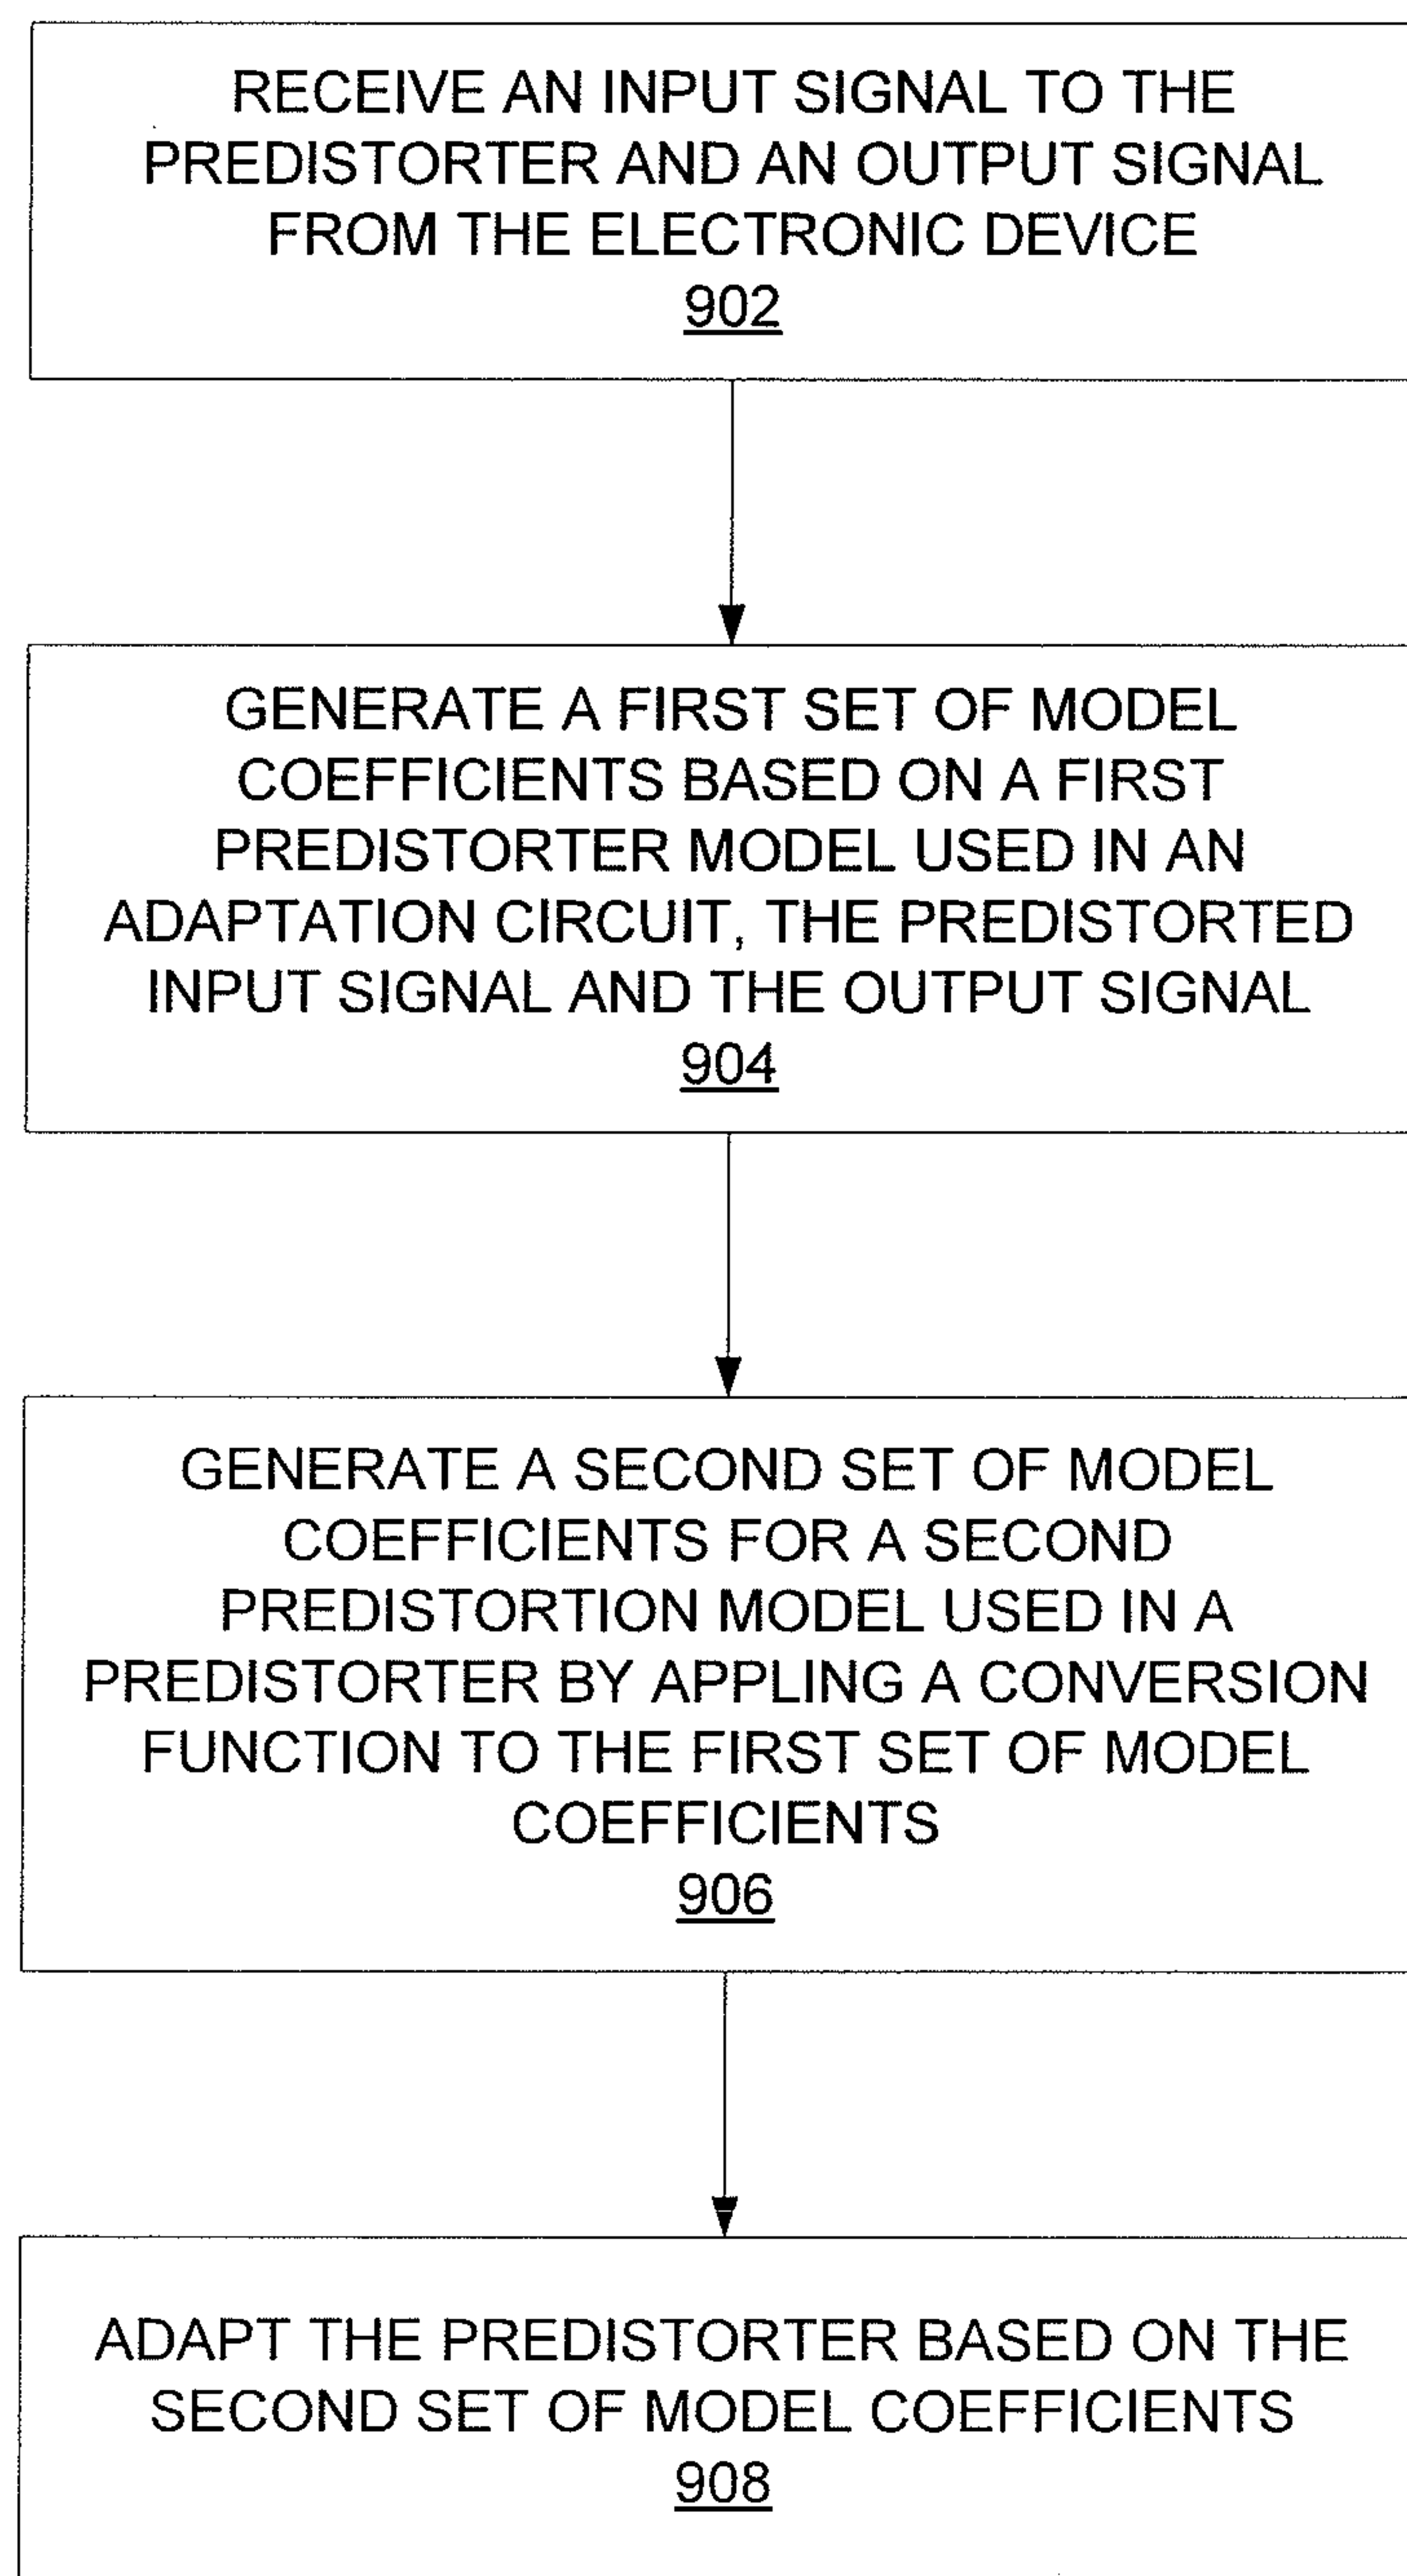 RECEIVE AN INPUT SIGNAL TO THE
PREDISTORTER AND AN OUTPUT SIGNAL
FROM THE ELECTRONIC DEVICE
902
GENERATE A FIRST SET OF MODEL
COEFFICIENTS BASED ON A FIRST
PREDISTORTER MODEL USED IN AN
ADAPTATION CIRCUIT, THE PREDISTORTED
INPUT SIGNAL AND THE OUTPUT SIGNAL
904
GENERATE A SECOND SET OF MODEL
COEFFICIENTS FOR A SECOND
PREDISTORTION MODEL USED IN A
PREDISTORTER BY APPLING A CONVERSION
FUNCTION TO THE FIRST SET OF MODEL
COEFFICIENTS
906
ADAPT THE PREDISTORTER BASED ON THE
SECOND SET OF MODEL COEFFICIENTS
908